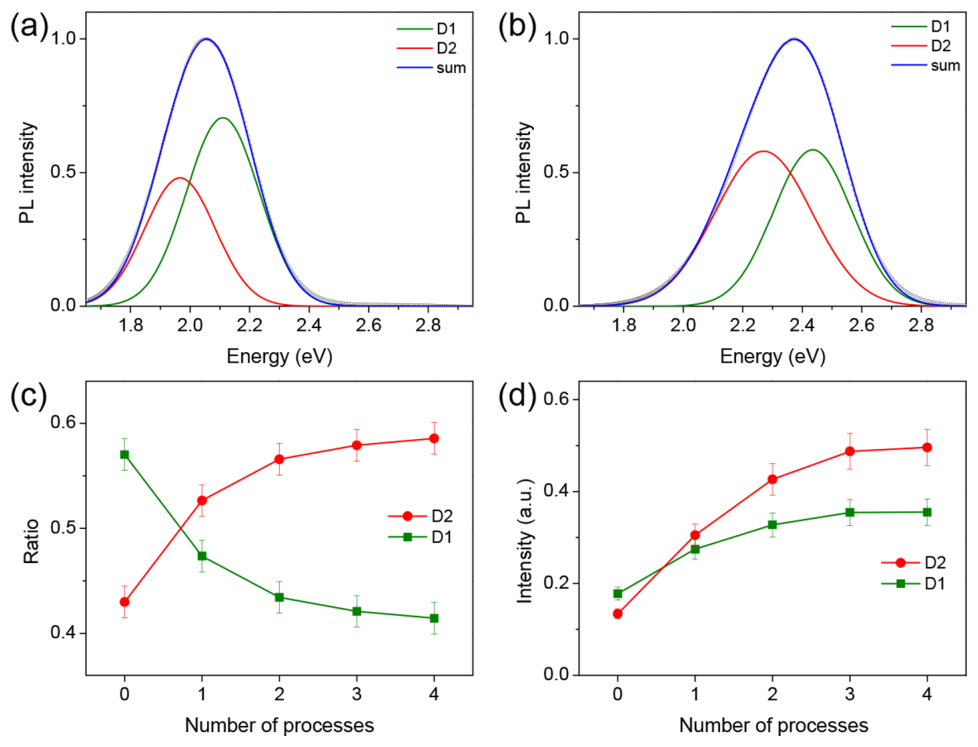 (a)
D1
D2
sum
PL intensity
1.0
0.5
0.0
1.8 2.0 2.2 2.4 2.6 2.8
Energy (eV)
(b)
D1
D2
sum
PL intensity
1.0
0.5
0.0
1.8 2.0 2.2 2.4 2.6 2.8
Energy (eV)
(c)
Ratio
0.6
0.5
0.4
D2
D1
0 1 2 3 4
Number of processes
(d)
Intensity (a.u.)
0.6
0.4
0.2
0.0
D2
D1
0 1 2 3 4
Number of processes